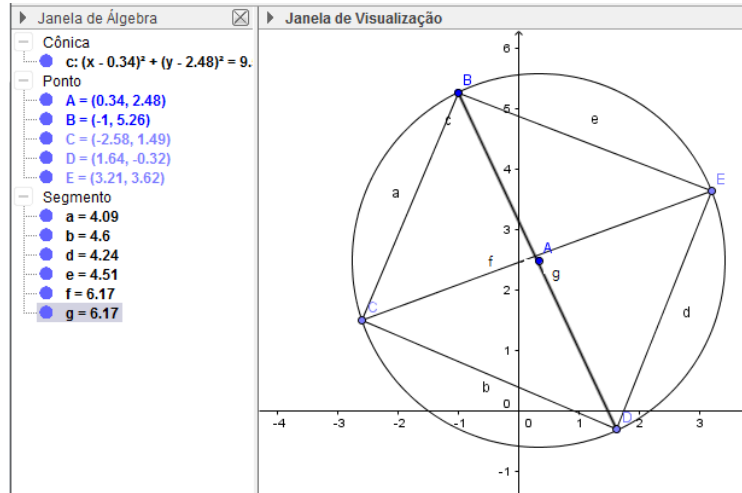 Janela de Álgebra
Cônica
c: (x - 0.34)² + (y - 2.48)² = 9.
Ponto
A = (0.34, 2.48)
B = (-1, 5.26)
C = (-2.58, 1.49)
D = (1.64, -0.32)
E = (3.21, 3.62)
Segmento
a = 4.09
b = 4.6
d = 4.24
e = 4.51
f = 6.17
g = 6.17
Janela de Visualização
6
B
5
c
e
4
a
E
3
A
f
g
2
C
d
1
b
0
D
-4
-3
-2
-1
0
1
2
3
-1